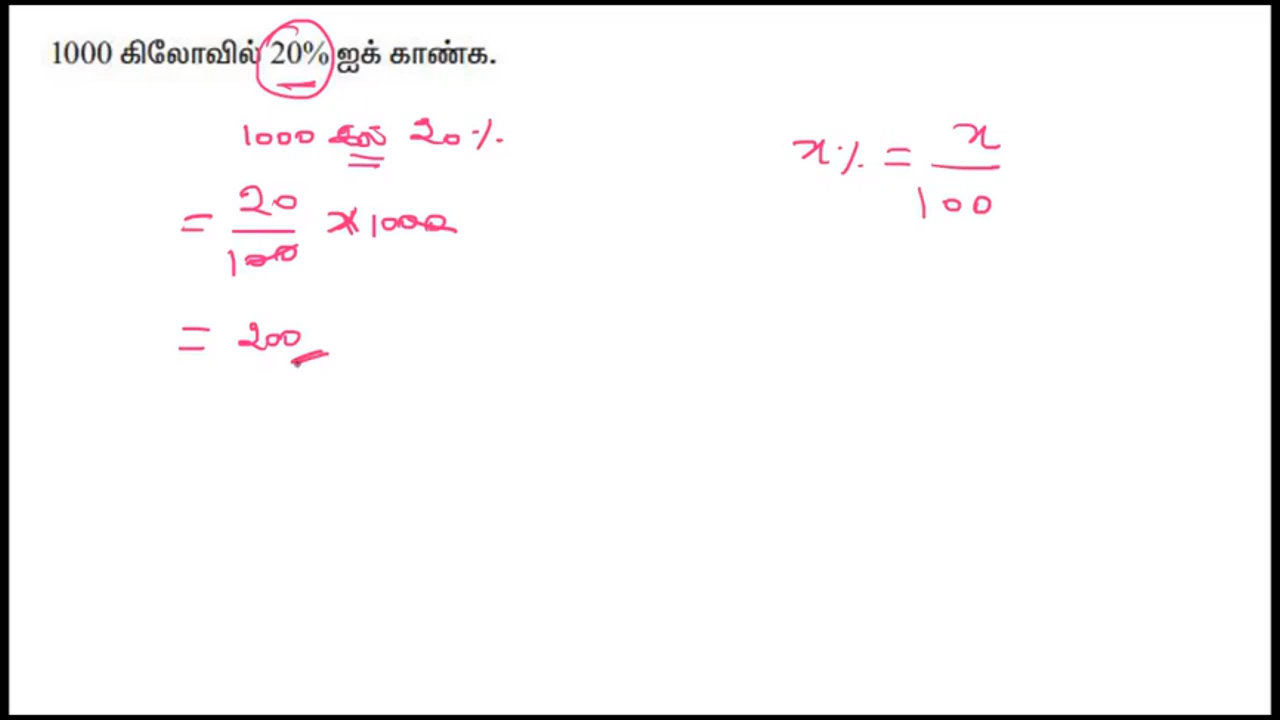 1000 கிலோவில் 20% ஐக் காண்க.
1000 இல் 20%
= 20/100 × 1000
= 200
x% = x/100